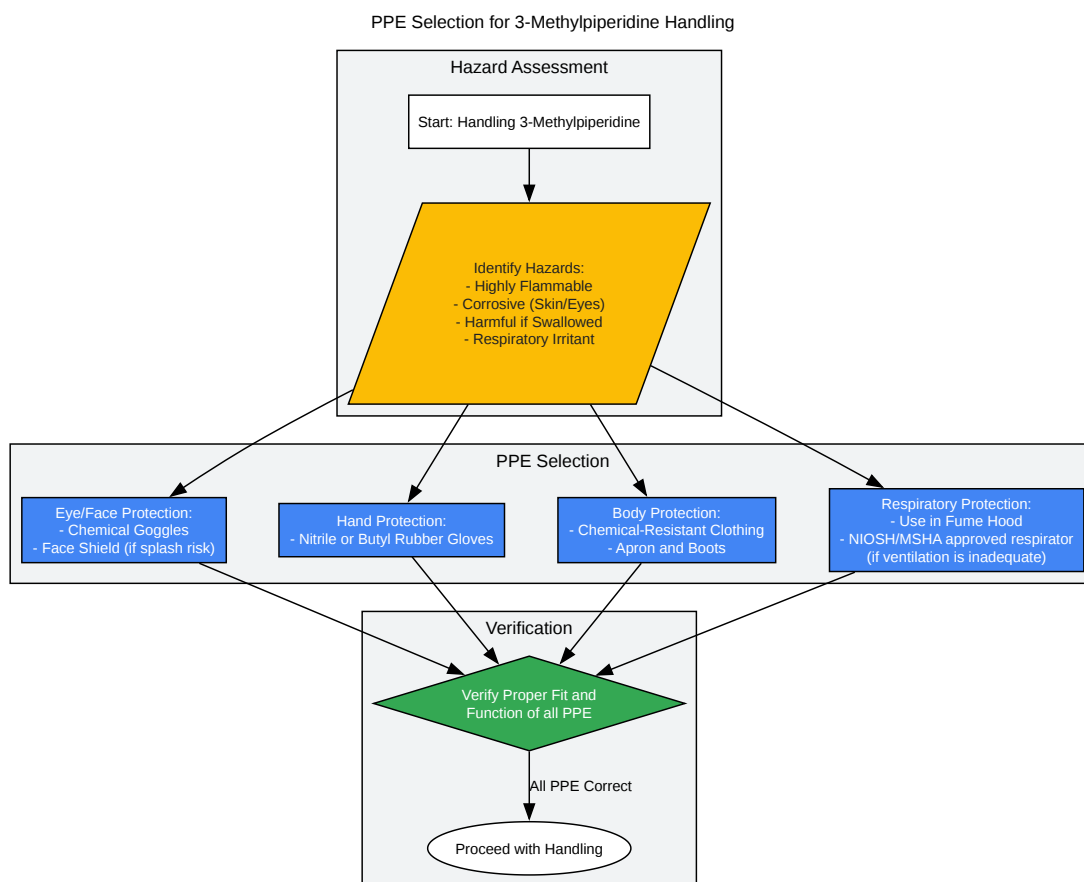 PPE Selection for 3-Methylpiperidine Handling
Hazard Assessment
Start: Handling 3-Methylpiperidine
Identify Hazards:
- Highly Flammable
- Corrosive (Skin/Eyes)
- Harmful if Swallowed
- Respiratory Irritant
PPE Selection
Eye/Face Protection:
- Chemical Goggles
- Face Shield (if splash risk)
Hand Protection:
- Nitrile or Butyl Rubber Gloves
Body Protection:
- Chemical-Resistant Clothing
- Apron and Boots
Respiratory Protection:
- Use in Fume Hood
- NIOSH/MSHA approved respirator
(if ventilation is inadequate)
Verification
Verify Proper Fit and
Function of all PPE
All PPE Correct
Proceed with Handling